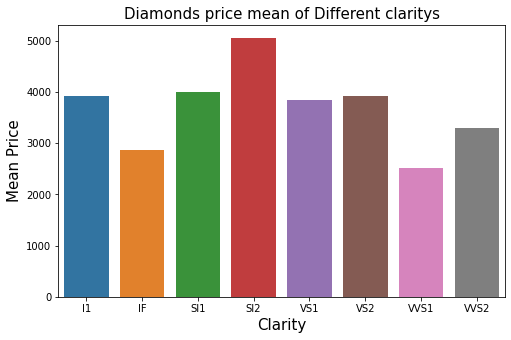 Diamonds price mean of Different claritys
5000
4000
3000
2000
1000
0
Mean Price
I1 IF SI1 SI2 VS1 VS2 VVS1 VVS2
Clarity